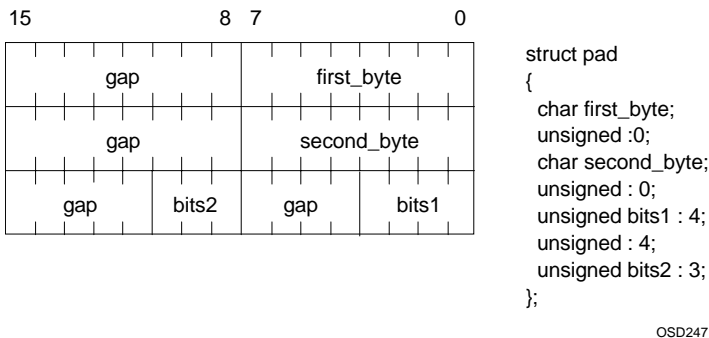 15 8 7 0
gap first_byte
gap second_byte
gap bits2 gap bits1
struct pad
{
char first_byte;
unsigned :0;
char second_byte;
unsigned : 0;
unsigned bits1 : 4;
unsigned : 4;
unsigned bits2 : 3;
};
OSD247